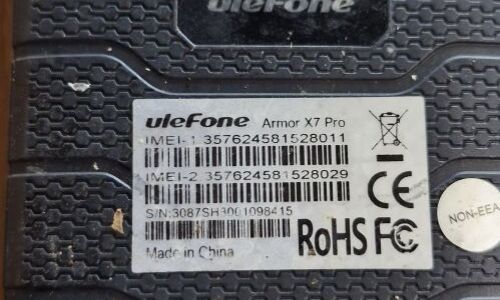 ulefone
ulefone Armor X7 Pro
IMEI-1 357624581528011
IMEI-2 357624581528029
S/N:3087SH3001098415
Made in China
CE
RoHS FC
NON-EEA